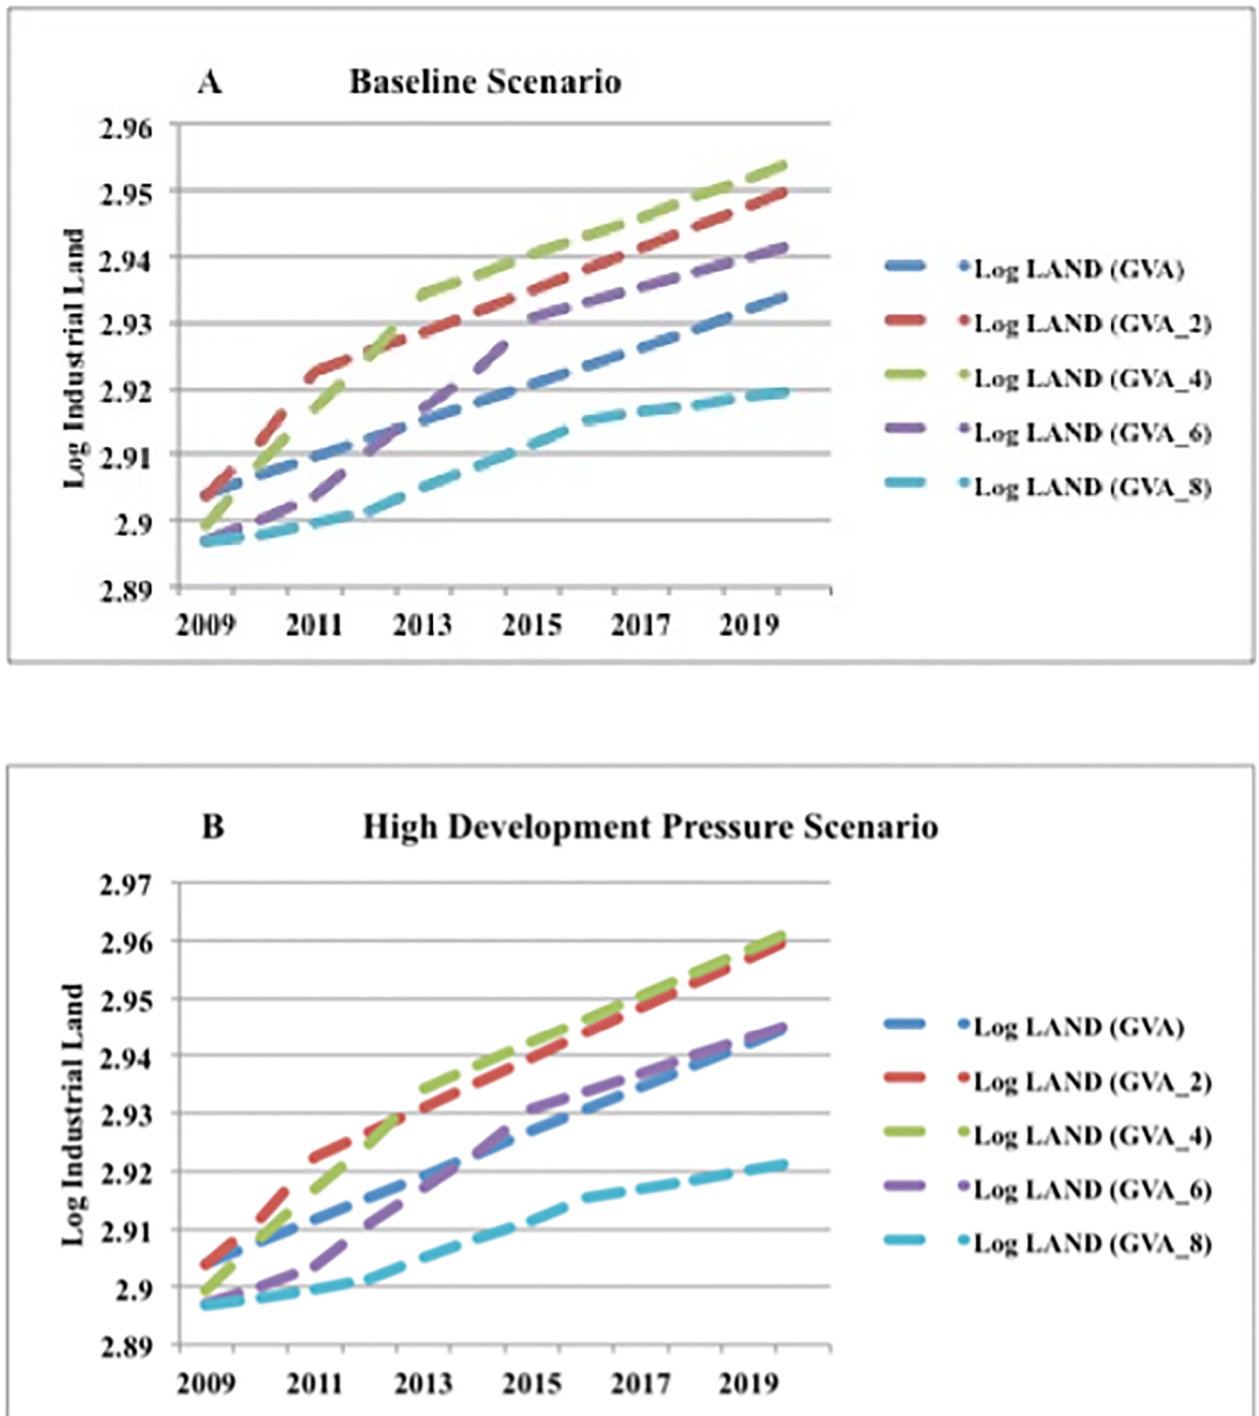 A Baseline Scenario
2.96
2.95
2.94
2.93
2.92
2.91
2.9
2.89
Log Industrial Land
2009 2011 2013 2015 2017 2019
Log LAND (GVA)
Log LAND (GVA_2)
Log LAND (GVA_4)
Log LAND (GVA_6)
Log LAND (GVA_8)
B High Development Pressure Scenario
2.97
2.96
2.95
2.94
2.93
2.92
2.91
2.9
2.89
Log Industrial Land
2009 2011 2013 2015 2017 2019
Log LAND (GVA)
Log LAND (GVA_2)
Log LAND (GVA_4)
Log LAND (GVA_6)
Log LAND (GVA_8)